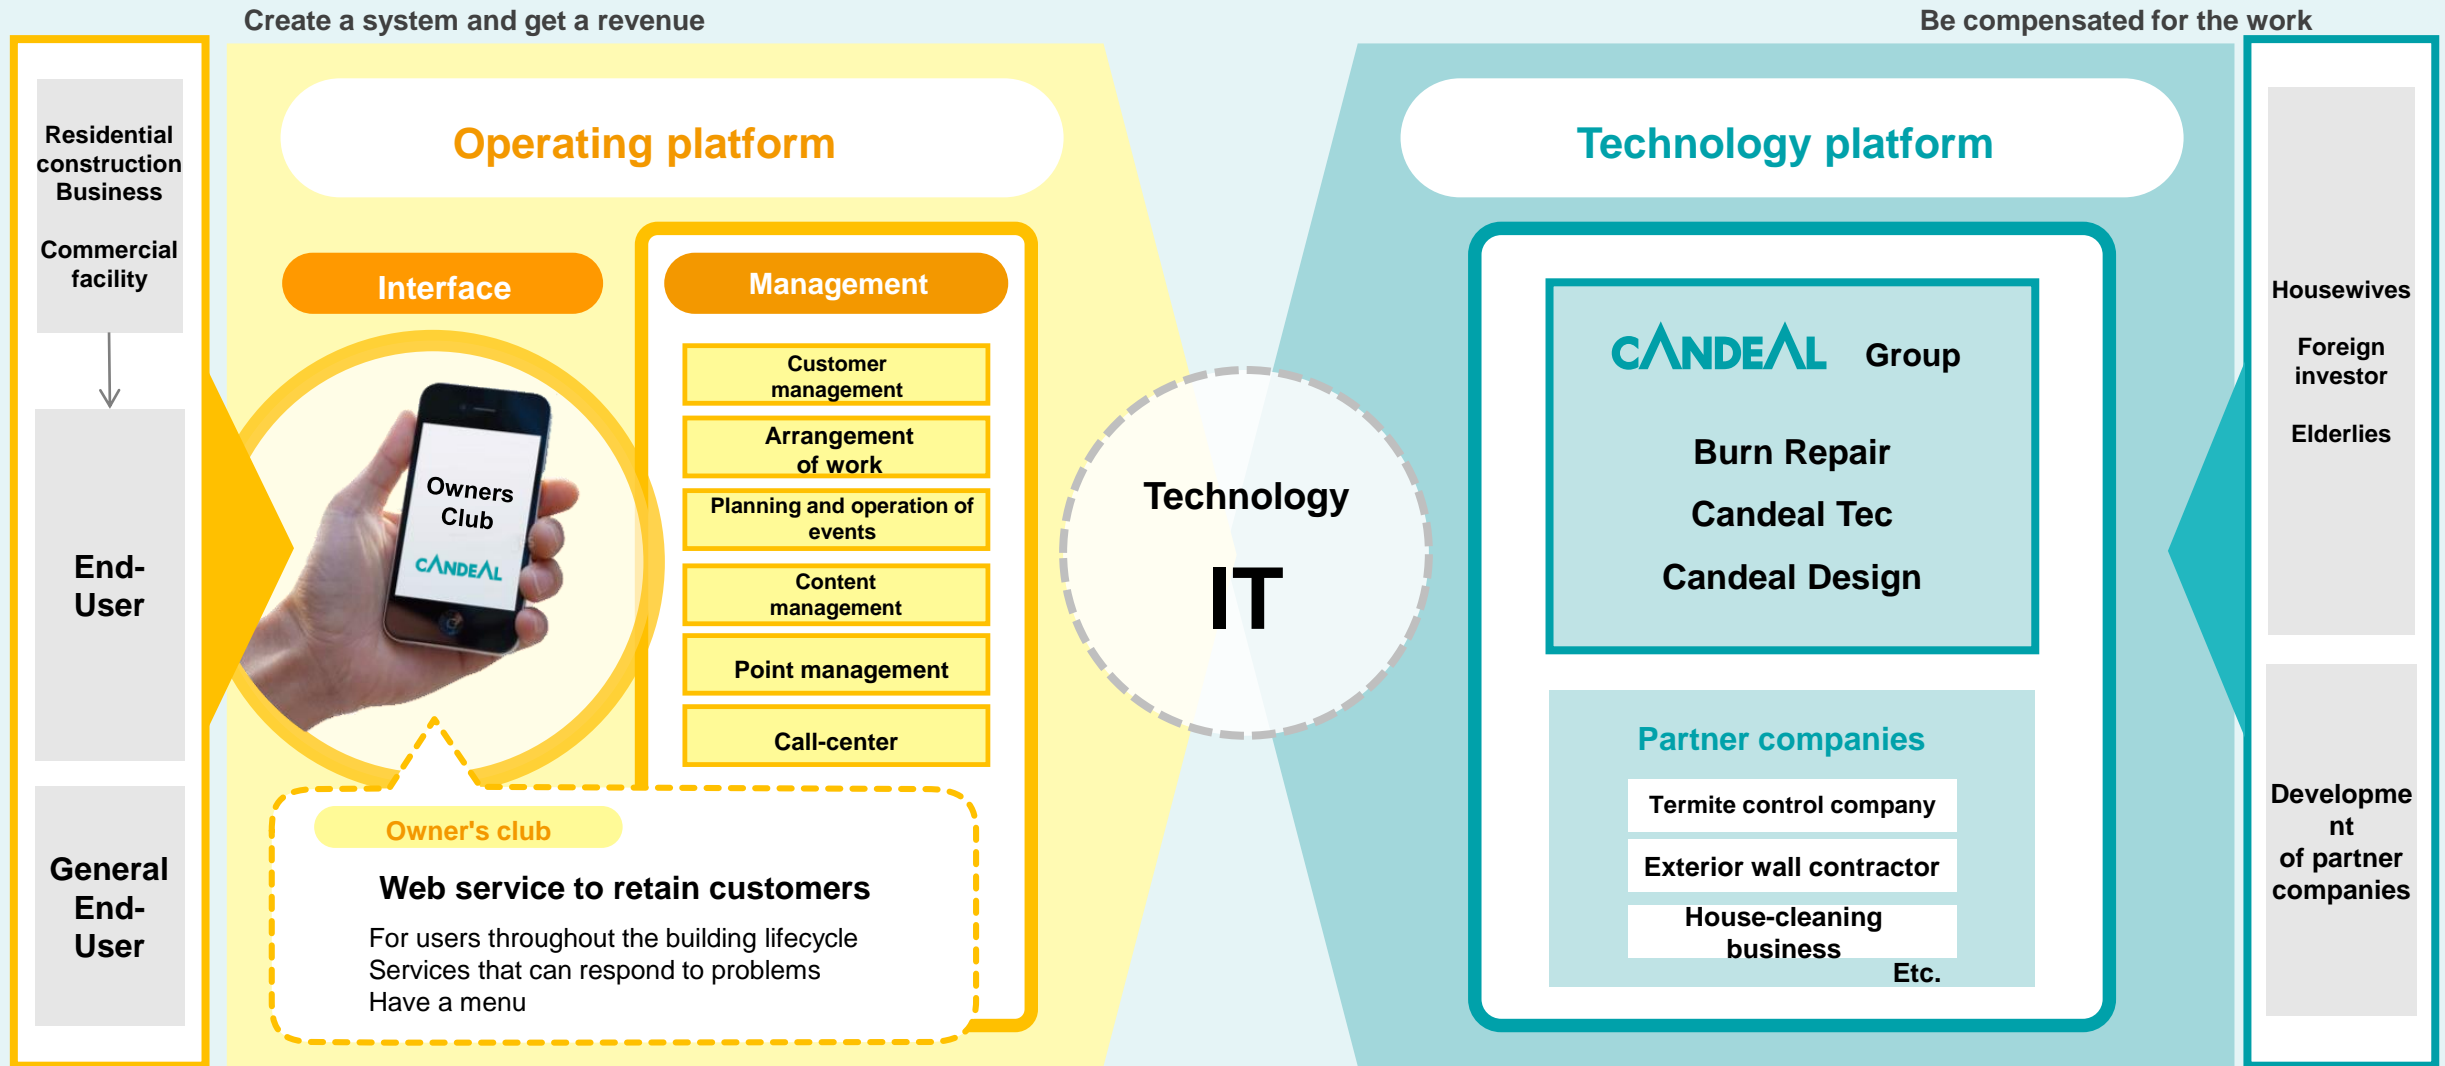 Create a system and get a revenue
Be compensated for the work
Residential
construction
Business
Commercial
facility
End-
User
General
End-
User
Operating platform
Interface
Owners
Club
CANDEAL
Management
Customer
management
Arrangement
of work
Planning and operation of
events
Content
management
Point management
Call-center
Owner's club
Web service to retain customers
For users throughout the building lifecycle
Services that can respond to problems
Have a menu
Technology
IT
Technology platform
CANDEAL Group
Burn Repair
Candeal Tec
Candeal Design
Partner companies
Termite control company
Exterior wall contractor
House-cleaning
business
Etc.
Housewives
Foreign
investor
Elderlies
Developme
nt
of partner
companies